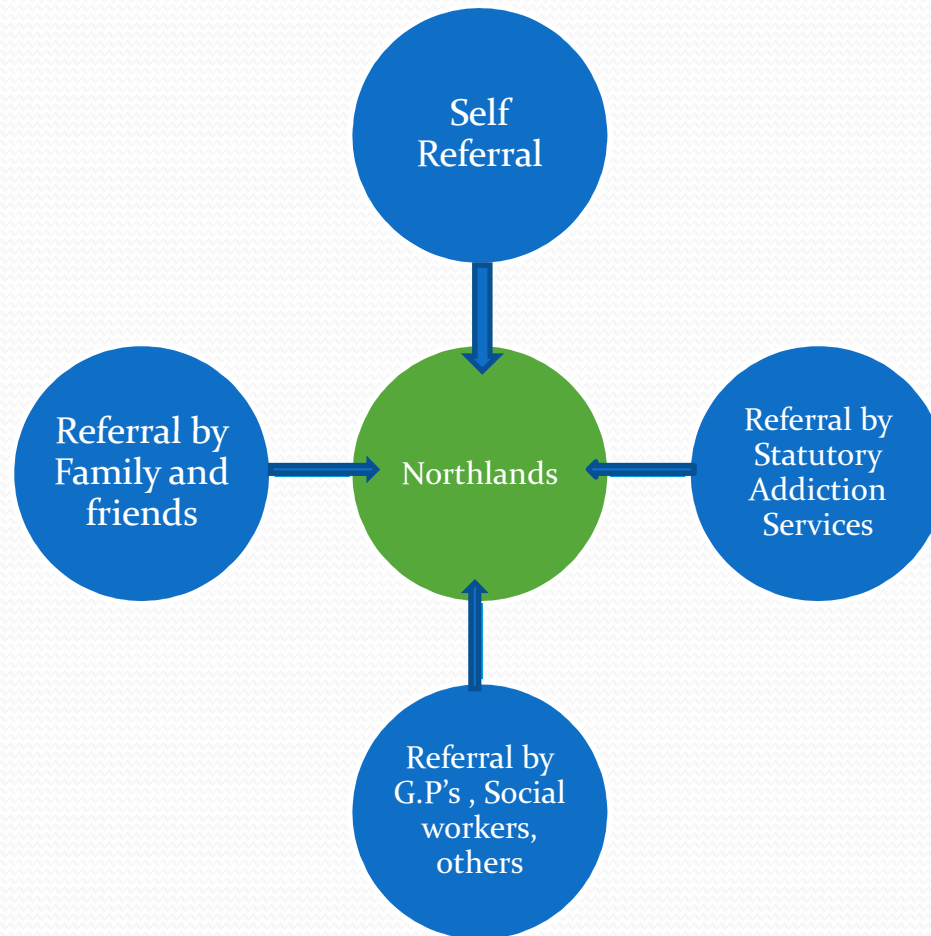 Self
Referral
Referral by
Family and
friends
Northlands
Referral by
Statutory
Addiction
Services
Referral by
G.P's , Social
workers,
others